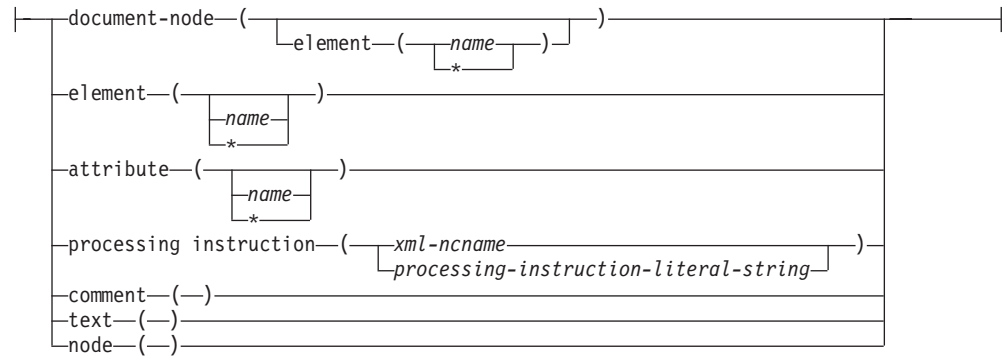 document-node ( )
element ( name )
*
element ( )
name
*
attribute ( )
name
*
processing instruction ( xml-ncname )
processing-instruction-literal-string
comment ( )
text ( )
node ( )